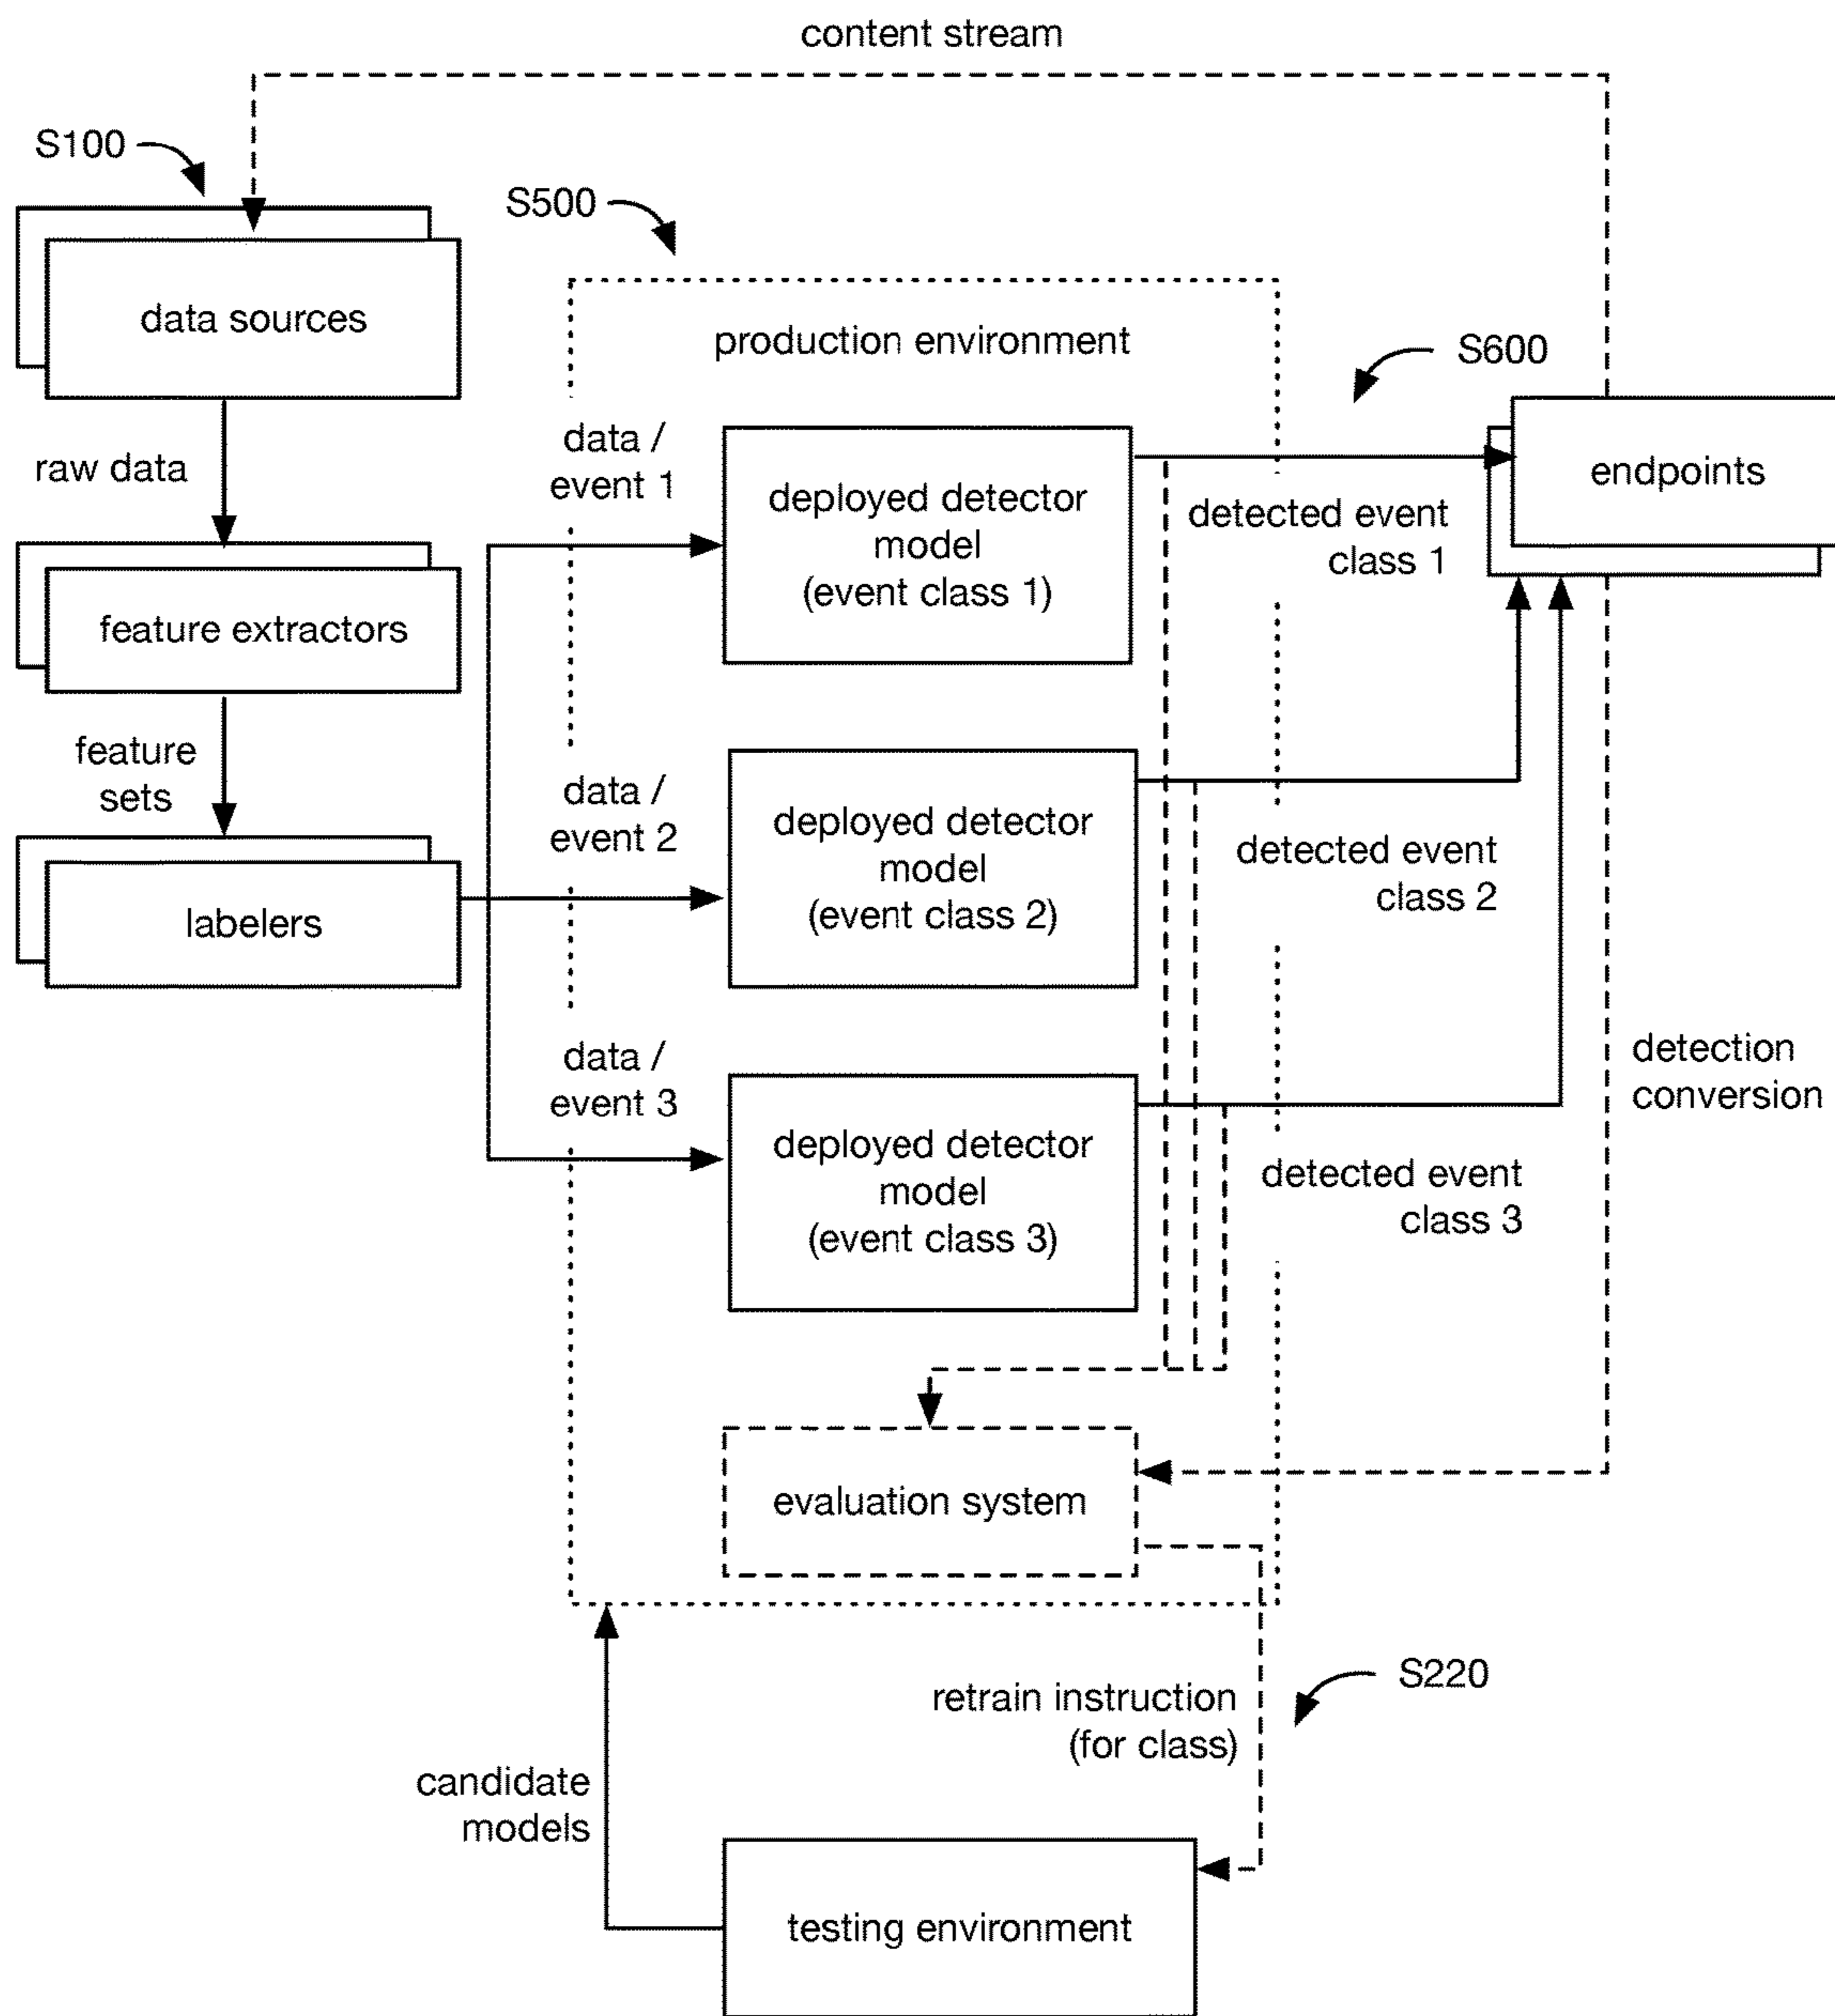 content stream
S100
S500
data sources
production environment
S600
data /
event 1
raw data
deployed detector
model
(event class 1)
endpoints
detected event
class 1
feature extractors
feature
sets
data /
event 2
deployed detector
model
(event class 2)
detected event
class 2
labelers
data /
event 3
detection
conversion
deployed detector
model
(event class 3)
detected event
class 3
evaluation system
S220
retrain instruction
(for class)
candidate
models
testing environment